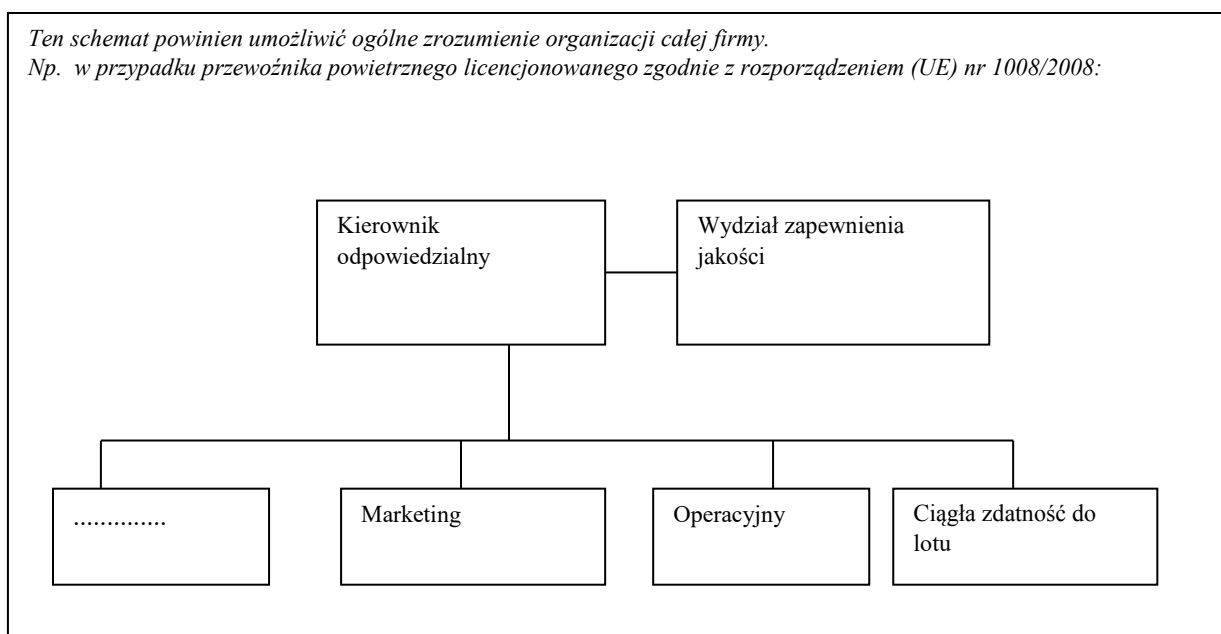 Ten schemat powinien umożliwić ogólne zrozumienie organizacji całej firmy.
Np. w przypadku przewoźnika powietrznego licencjonowanego zgodnie z rozporządzeniem (UE) nr 1008/2008:
Kierownik
odpowiedzialny
Wydział zapewnienia
jakości
..............
Marketing
Operacyjny
Ciągła zdatność do
lotu